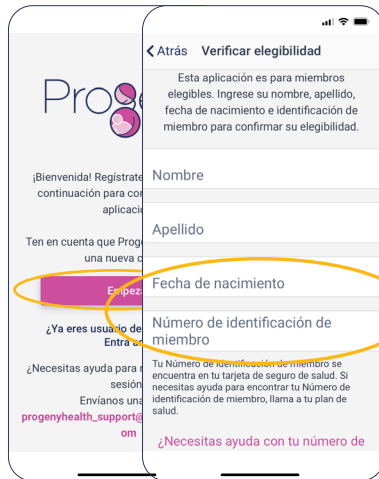 Proge
¡Bienvenida! Regístrate
continuación para con
aplicació
Ten en cuenta que Proge
una nueva c
Empeza
¿Ya eres usuario de
Entra
¿Necesitas ayuda para
sesión
Envíanos una
progenyhealth_support@
om
Atrás Verificar elegibilidad
Esta aplicación es para miembros
elegibles. Ingrese su nombre, apellido,
fecha de nacimiento e identificación de
miembro para confirmar su elegibilidad.
Nombre
Apellido
Fecha de nacimiento
Número de identificación de
miembro
Tu Número de identificación de miembro se
encuentra en tu tarjeta de seguro de salud. Si
necesitas ayuda para encontrar tu Número de
identificación de miembro, llama a tu plan de
salud.
¿Necesitas ayuda con tu número de